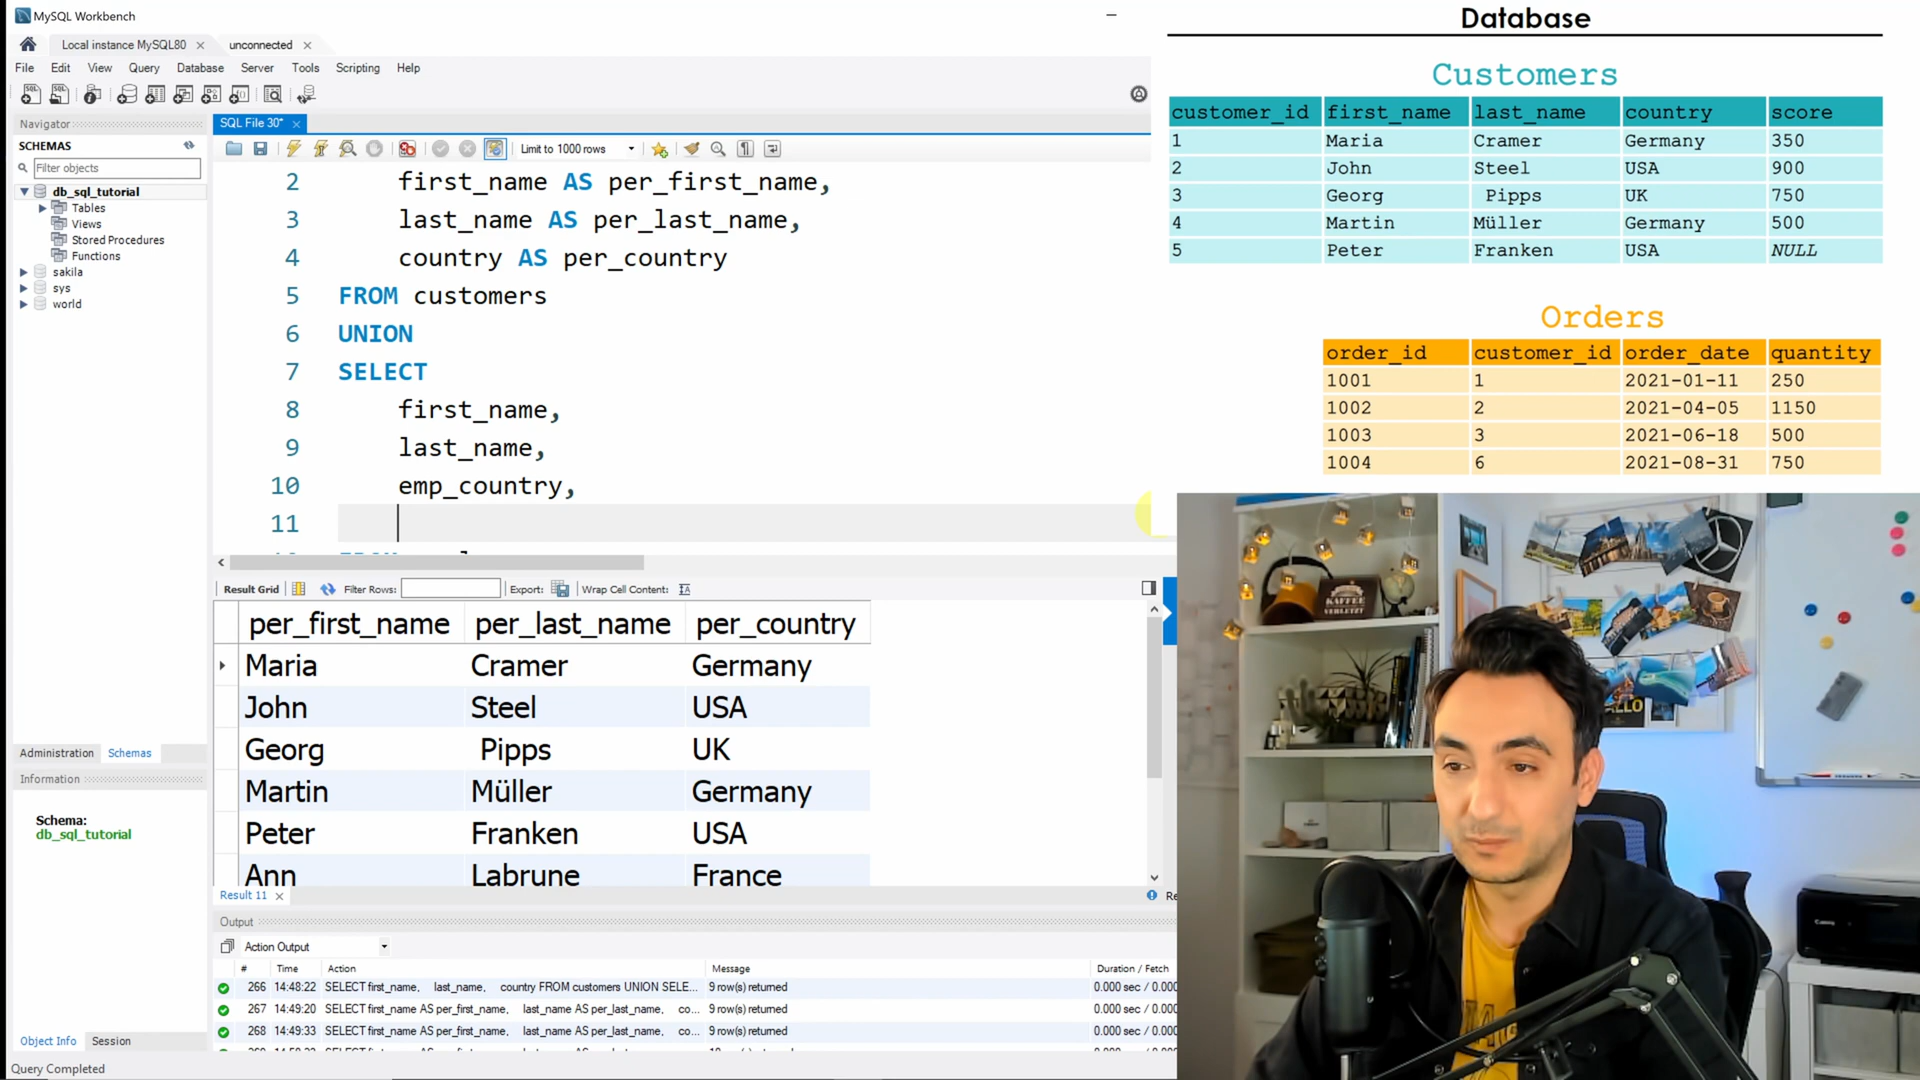 MySQL Workbench
Local instance MySQL80
unconnected
File Edit View Query Database Server Tools Scripting Help
Navigator
SCHEMAS
Filter objects
db_sql_tutorial
Tables
Views
Stored Procedures
Functions
sakila
sys
world
Administration Schemas
Information
Schema:
db_sql_tutorial
Object Info Session
Query Completed
SQL File 30*
Limit to 1000 rows
2 first_name AS per_first_name,
3 last_name AS per_last_name,
4 country AS per_country
5 FROM customers
6 UNION
7 SELECT
8 first_name,
9 last_name,
10 emp_country,
11
Result Grid Filter Rows: Export: Wrap Cell Content:
per_first_name per_last_name per_country
Maria Cramer Germany
John Steel USA
Georg Pipps UK
Martin Müller Germany
Peter Franken USA
Ann Labrune France
Result 11
Re
Output
Action Output
# Time Action Message Duration / Fetch
266 14:48:22 SELECT first_name, last_name, country FROM customers UNION SELE... 9 row(s) returned 0.000 sec / 0.000
267 14:49:20 SELECT first_name AS per_first_name, last_name AS per_last_name, co... 9 row(s) returned 0.000 sec / 0.000
268 14:49:33 SELECT first_name AS per_first_name, last_name AS per_last_name, co... 9 row(s) returned 0.000 sec / 0.000
Database
Customers
customer_id first_name last_name country score
1 Maria Cramer Germany 350
2 John Steel USA 900
3 Georg Pipps UK 750
4 Martin Müller Germany 500
5 Peter Franken USA NULL
Orders
order_id customer_id order_date quantity
1001 1 2021-01-11 250
1002 2 2021-04-05 1150
1003 3 2021-06-18 500
1004 6 2021-08-31 750
KAFFEE
Canon